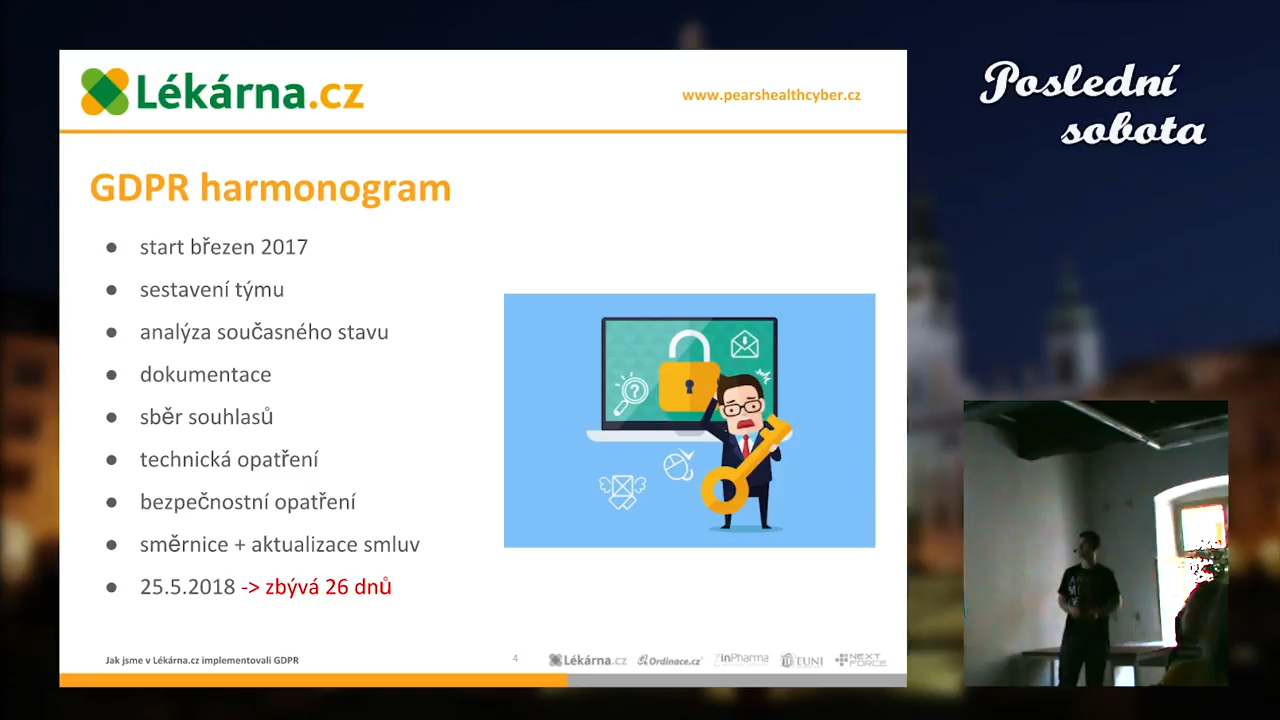 Lékárna.cz
www.pearshealthcyber.cz
Poslední
sobota
GDPR harmonogram
● start březen 2017
● sestavení týmu
● analýza současného stavu
● dokumentace
● sběr souhlasů
● technická opatření
● bezpečnostní opatření
● směrnice + aktualizace smluv
● 25.5.2018 -> zbývá 26 dnů
?
Jak jsme v Lékárna.cz implementovali GDPR
4
Lékárna.cz Ordinace.cz inPharma EUNI NEXT FORCE